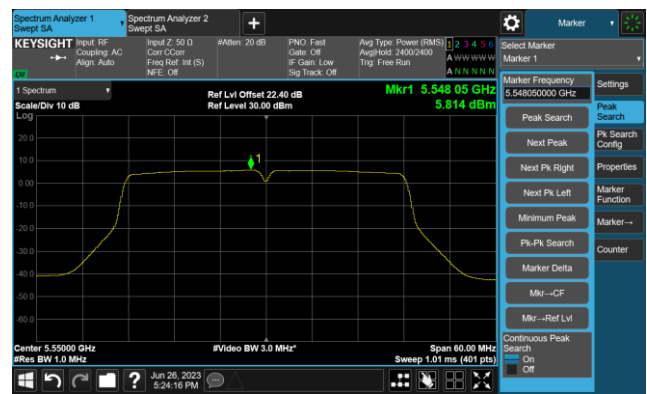 Spectrum Analyzer 1
Swept SA
Spectrum Analyzer 2
Swept SA
+
Marker
KEYSIGHT
Input: RF
Coupling: AC
Align: Auto
Input Z: 50 Ω
Corr CCorr
Freq Ref: Int (S)
NFE: Off
#Atten: 20 dB
PNO: Fast
Gate: Off
IF Gain: Low
Sig Track: Off
Avg Type: Power (RMS)
Avg|Hold: 2400/2400
Trig: Free Run
1 2 3 4 5 6
A W W W W W
A N N N N N
Select Marker
Marker 1
LXI
1 Spectrum
Scale/Div 10 dB
Ref Lvl Offset 22.40 dB
Ref Level 30.00 dBm
Mkr1 5.548 05 GHz
5.814 dBm
Log
20.0
10.0
0.00
-10.0
-20.0
-30.0
-40.0
-50.0
-60.0
1
Center 5.55000 GHz
#Res BW 1.0 MHz
#Video BW 3.0 MHz*
Span 60.00 MHz
Sweep 1.01 ms (401 pts)
Marker Frequency
5.548050000 GHz
Peak Search
Next Peak
Next Pk Right
Next Pk Left
Minimum Peak
Pk-Pk Search
Marker Delta
Mkr→CF
Mkr→Ref Lvl
Continuous Peak
Search
On
Off
Settings
Peak
Search
Pk Search
Config
Properties
Marker
Function
Marker→
Counter
?
Jun 26, 2023
5:24:16 PM